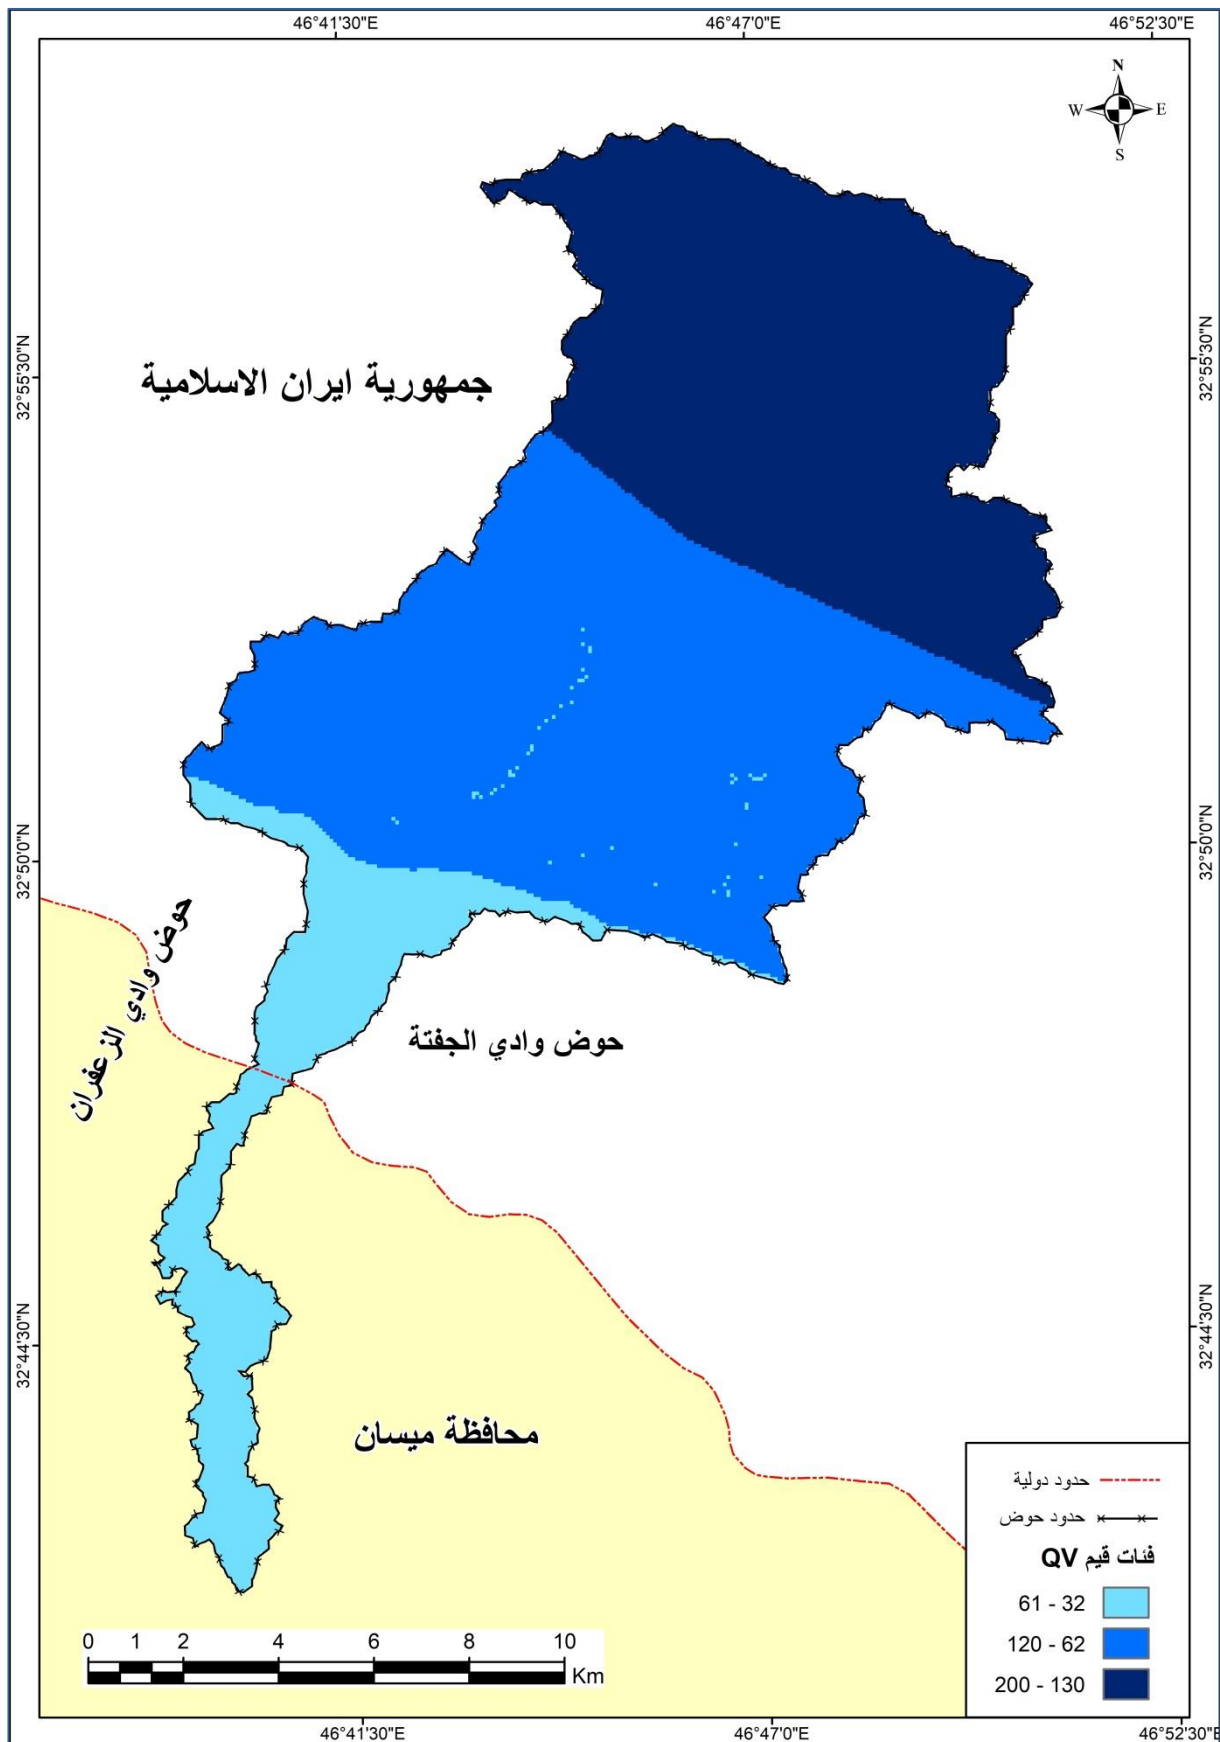 46°41'30"E
46°47'0"E
46°52'30"E
N
W
E
S
32°55'30"N
32°55'30"N
جمهورية ايران الاسلامية
32°50'0"N
32°50'0"N
حوض وادي الزعفران
حوض وادي الجفتة
32°44'30"N
32°44'30"N
محافظة ميسان
حدود دولية
حدود حوض
فئات قيم QV
61 - 32
120 - 62
200 - 130
0 1 2 4 6 8 10
Km
46°41'30"E
46°47'0"E
46°52'30"E